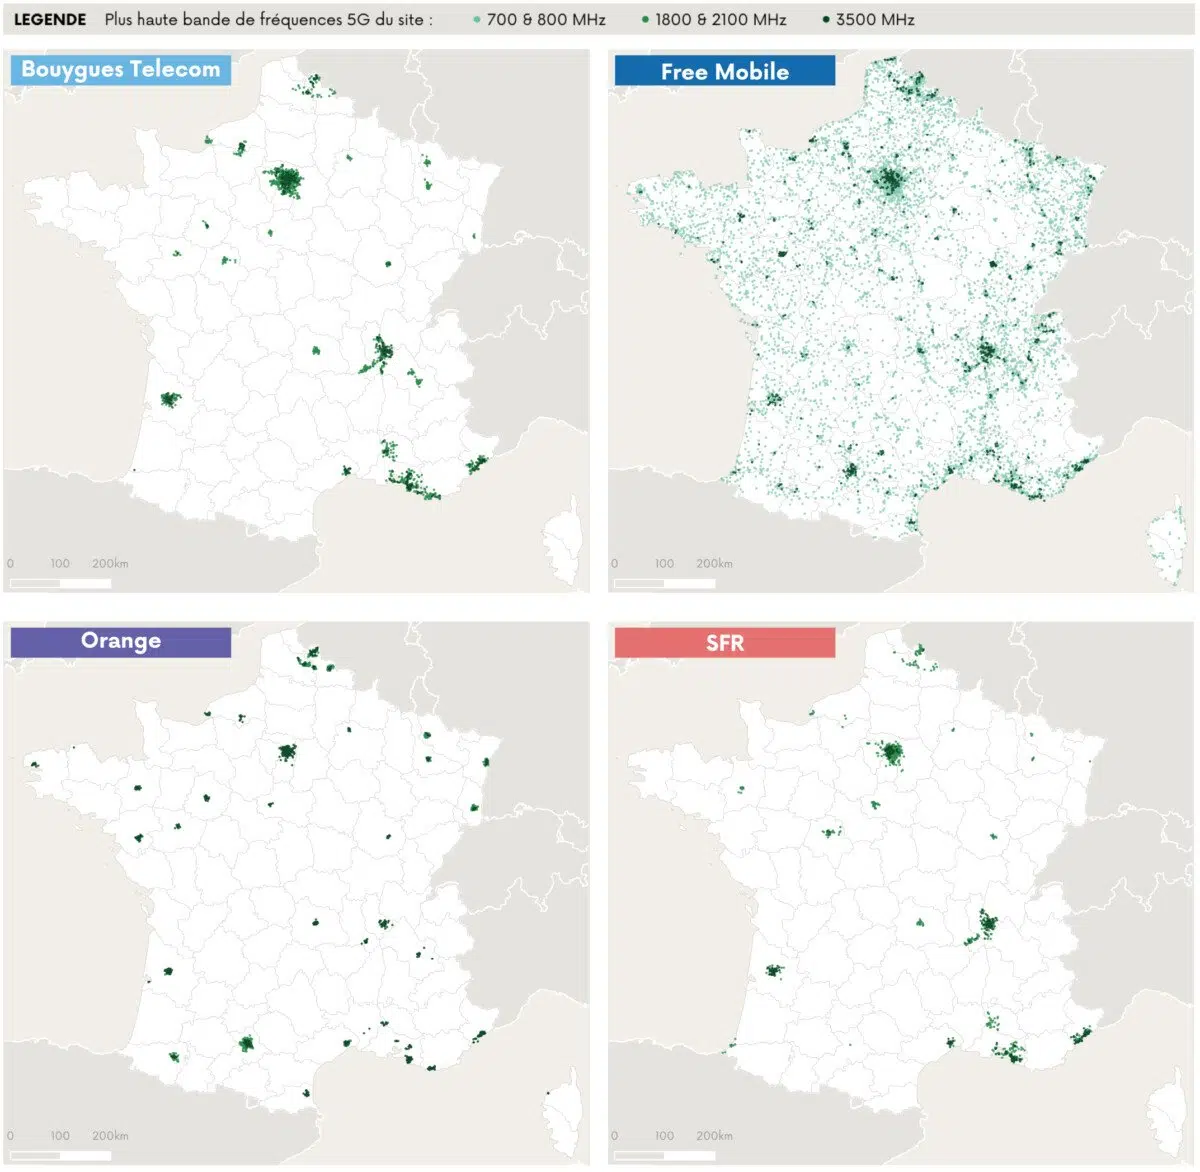 LEGENDE Plus haute bande de fréquences 5G du site : 700 & 800 MHz 1800 & 2100 MHz 3500 MHz
Bouygues Telecom
0 100 200km
Free Mobile
0 100 200km
Orange
0 100 200km
SFR
0 100 200km